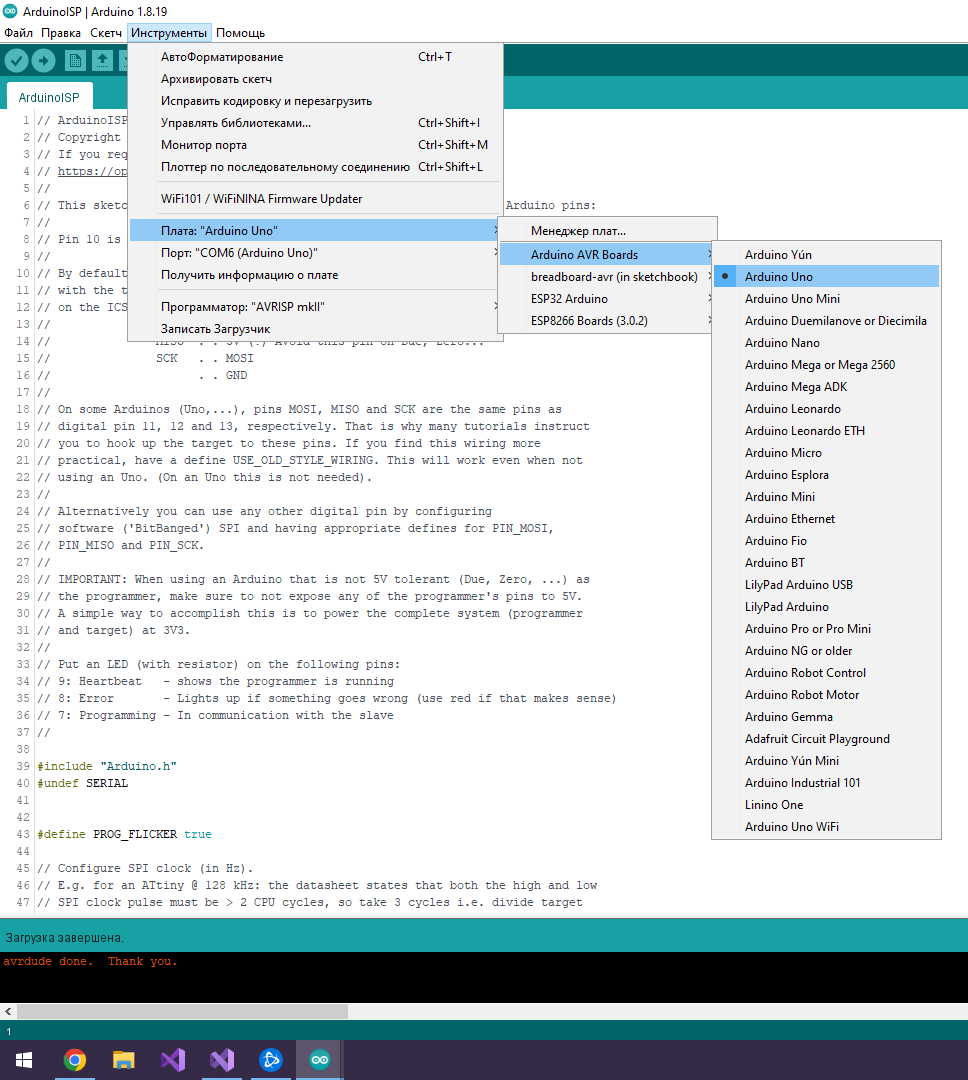 ArduinoISP | Arduino 1.8.19
Файл Правка Скетч Инструменты Помощь
АвтоФорматирование Ctrl+T
Архивировать скетч
Исправить кодировку и перезагрузить
Управлять библиотеками... Ctrl+Shift+I
Монитор порта Ctrl+Shift+M
Плоттер по последовательному соединению Ctrl+Shift+L
WiFi101 / WiFiNINA Firmware Updater
Плата: "Arduino Uno"
Порт: "COM6 (Arduino Uno)"
Получить информацию о плате
Программатор: "AVRISP mkII"
Записать Загрузчик
Менеджер плат...
Arduino AVR Boards
breadboard-avr (in sketchbook)
ESP32 Arduino
ESP8266 Boards (3.0.2)
Arduino Yún
Arduino Uno
Arduino Uno Mini
Arduino Duemilanove or Diecimila
Arduino Nano
Arduino Mega or Mega 2560
Arduino Mega ADK
Arduino Leonardo
Arduino Leonardo ETH
Arduino Micro
Arduino Esplora
Arduino Mini
Arduino Ethernet
Arduino Fio
Arduino BT
LilyPad Arduino USB
LilyPad Arduino
Arduino Pro or Pro Mini
Arduino NG or older
Arduino Robot Control
Arduino Robot Motor
Arduino Gemma
Adafruit Circuit Playground
Arduino Yún Mini
Arduino Industrial 101
Linino One
Arduino Uno WiFi
ArduinoISP
1 // ArduinoISP
2 // Copyright
3 // If you req
4 // https://op
5 //
6 // This sketc Arduino pins:
7 //
8 // Pin 10 is
9 //
10 // By default
11 // with the t
12 // on the ICS
13 //
14 // MISO . . 5V (!) Avoid this pin on Due, Zero...
15 // SCK . . MOSI
16 // . . GND
17 //
18 // On some Arduinos (Uno,...), pins MOSI, MISO and SCK are the same pins as
19 // digital pin 11, 12 and 13, respectively. That is why many tutorials instruct
20 // you to hook up the target to these pins. If you find this wiring more
21 // practical, have a define USE_OLD_STYLE_WIRING. This will work even when not
22 // using an Uno. (On an Uno this is not needed).
23 //
24 // Alternatively you can use any other digital pin by configuring
25 // software ('BitBanged') SPI and having appropriate defines for PIN_MOSI,
26 // PIN_MISO and PIN_SCK.
27 //
28 // IMPORTANT: When using an Arduino that is not 5V tolerant (Due, Zero, ...) as
29 // the programmer, make sure to not expose any of the programmer's pins to 5V.
30 // A simple way to accomplish this is to power the complete system (programmer
31 // and target) at 3V3.
32 //
33 // Put an LED (with resistor) on the following pins:
34 // 9: Heartbeat - shows the programmer is running
35 // 8: Error - Lights up if something goes wrong (use red if that makes sense)
36 // 7: Programming - In communication with the slave
37 //
38
39 #include "Arduino.h"
40 #undef SERIAL
41
42
43 #define PROG_FLICKER true
44
45 // Configure SPI clock (in Hz).
46 // E.g. for an ATtiny @ 128 kHz: the datasheet states that both the high and low
47 // SPI clock pulse must be > 2 CPU cycles, so take 3 cycles i.e. divide target
Загрузка завершена.
avrdude done. Thank you.
1